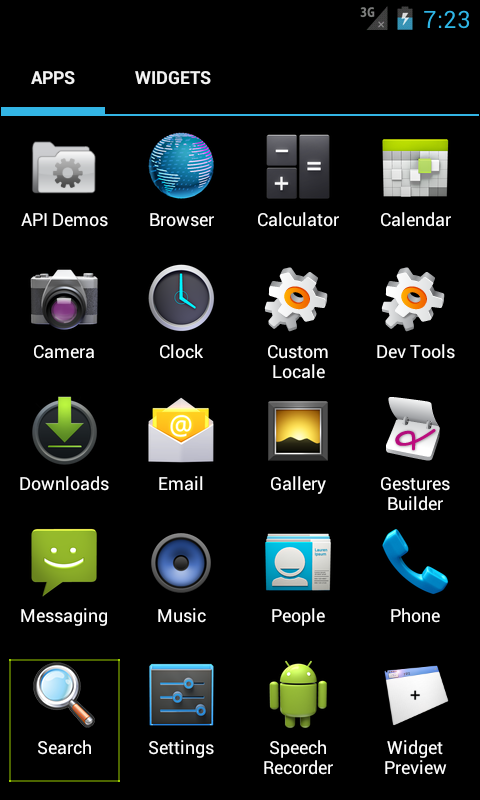 3G
7:23
APPS
WIDGETS
API Demos
Browser
Calculator
Calendar
Camera
Clock
Custom
Locale
Dev Tools
Downloads
@
Email
Gallery
Gestures
Builder
Messaging
Music
People
Phone
Search
Settings
Speech
Recorder
Widget
Preview